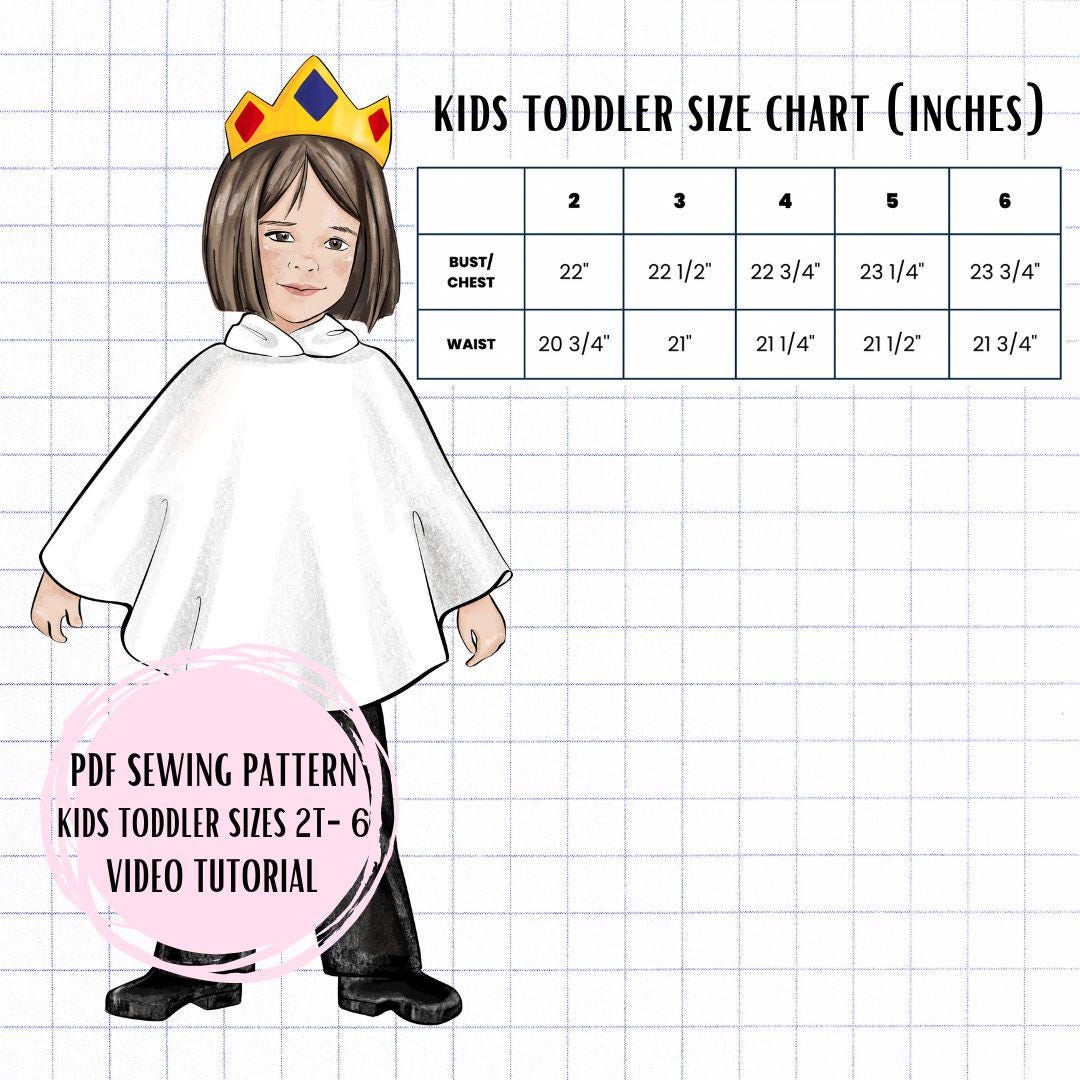 KIDS TODDLER SIZE CHART (INCHES)
2 3 4 5 6
BUST/
CHEST 22" 22 1/2" 22 3/4" 23 1/4" 23 3/4"
WAIST 20 3/4" 21" 21 1/4" 21 1/2" 21 3/4"
PDF SEWING PATTERN
KIDS TODDLER SIZES 2T- 6
VIDEO TUTORIAL